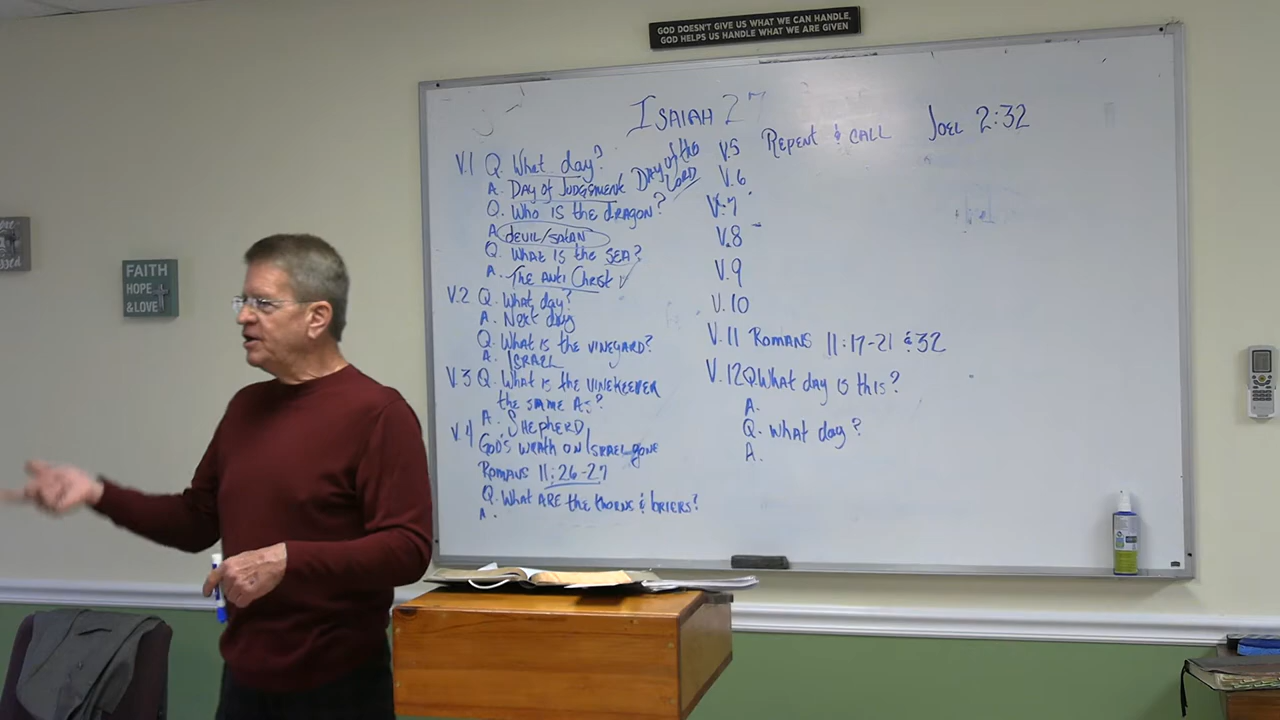 GOD DOESN'T GIVE US WHAT WE CAN HANDLE,
GOD HELPS US HANDLE WHAT WE ARE GIVEN
FAITH
HOPE
& LOVE
ISAIAH 27
V.1 Q. What day?
A. DAY of JUDGEMENT DAY of the LORD
Q. Who is the dragon?
A. devil/satan
Q. What is the SEA?
A. The Anti Christ
V.2 Q. What day?
A. Next day
Q. What is the vineyard?
A. ISRAEL
V.3 Q. What is the vinekeeper
the same as?
A. Shepherd
V.4 God's wrath on Israel gone
Romans 11:26-27
Q. What are the thorns & briers?
A.
V.5 Repent & CALL Joel 2:32
V.6
V.7
V.8
V.9
V.10
V.11 Romans 11:17-21 & 32
V.12 Q. What day is this?
A.
Q. What day?
A.